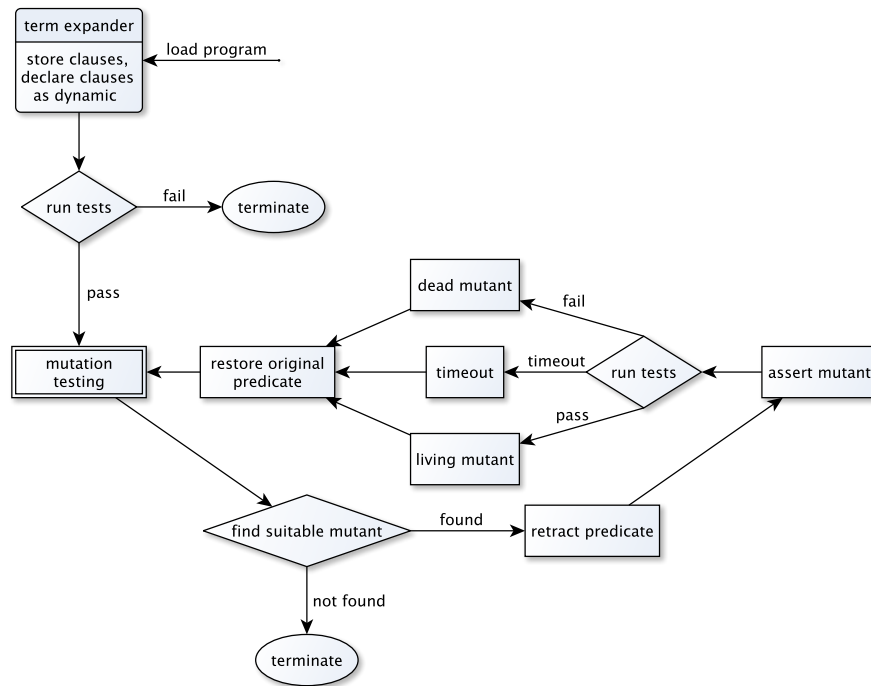 term expander
store clauses,
declare clauses
as dynamic
load program
run tests
fail
terminate
pass
dead mutant
fail
mutation
testing
restore original
predicate
timeout
timeout
run tests
assert mutant
pass
living mutant
find suitable mutant
found
retract predicate
not found
terminate